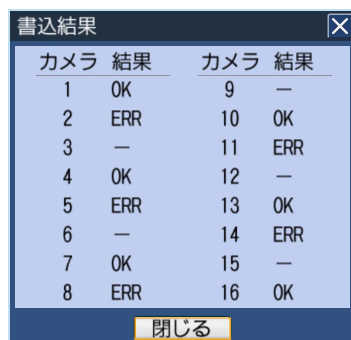 書込結果
カメラ 結果 カメラ 結果
1 OK 9 —
2 ERR 10 OK
3 — 11 ERR
4 OK 12 —
5 ERR 13 OK
6 — 14 ERR
7 OK 15 —
8 ERR 16 OK
閉じる